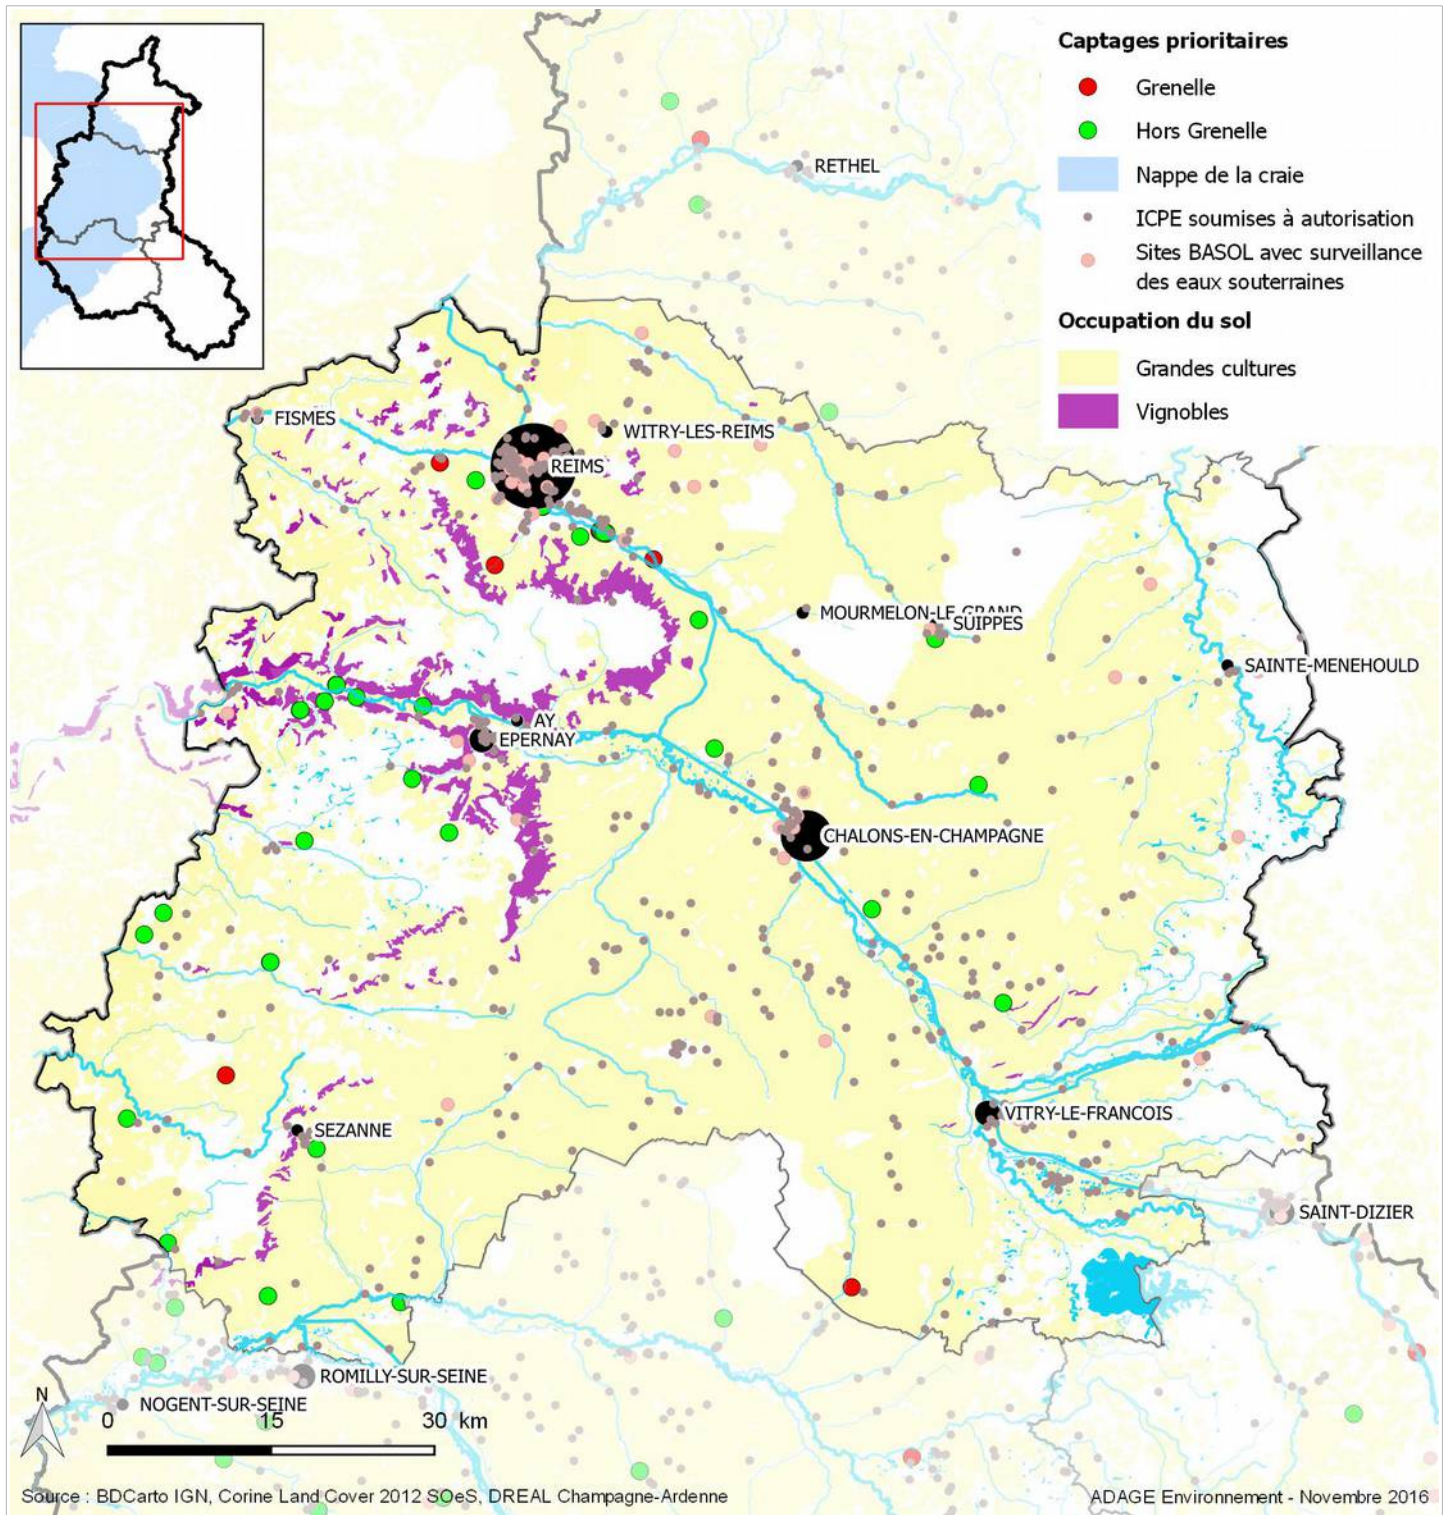 Captages prioritaires
Grenelle
Hors Grenelle
Nappe de la craie
ICPE soumises à autorisation
Sites BASOL avec surveillance
des eaux souterraines
Occupation du sol
Grandes cultures
Vignobles
RETHEL
FISMES
WITRY-LES-REIMS
REIMS
MOURMELON-LE-GRAND
SUIPPES
SAINTE-MENEHOULD
AY
EPERNAY
CHALONS-EN-CHAMPAGNE
VITRY-LE-FRANCOIS
SEZANNE
SAINT-DIZIER
ROMILLY-SUR-SEINE
NOGENT-SUR-SEINE
N
0 15 30 km
Source : BDCarto IGN, Corine Land Cover 2012 SOeS, DREAL Champagne-Ardenne
ADAGE Environnement - Novembre 2016